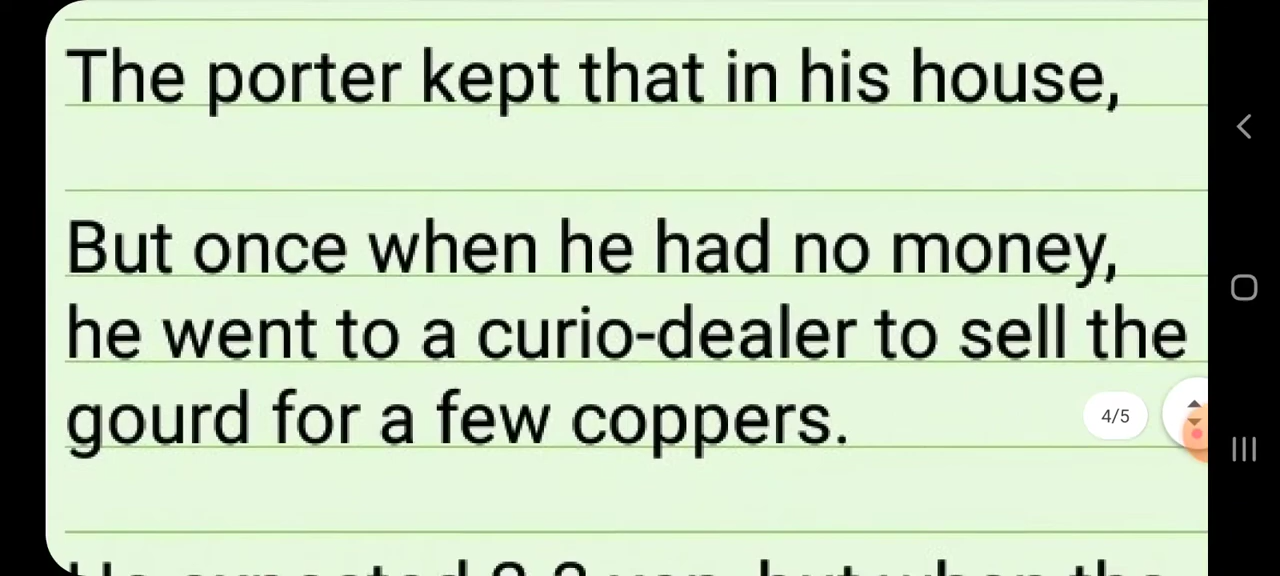 The porter kept that in his house,
But once when he had no money,
he went to a curio-dealer to sell the
gourd for a few coppers.
4/5